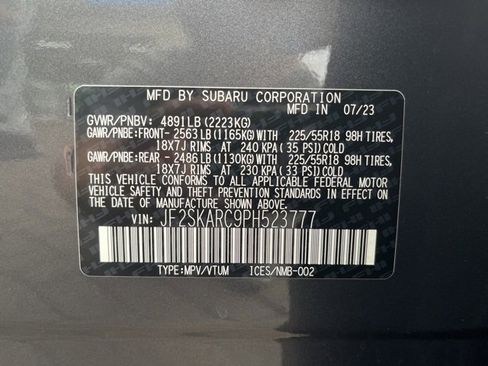 MFD BY SUBARU CORPORATION
MFD IN 07/23
GVWR/PNBV: 4891LB(2223KG)
GAWR/PNBE:FRONT- 2563LB(1165KG)WITH 225/55R18 98H TIRES,
18X7J RIMS AT 240 KPA(35 PSI)COLD
GAWR/PNBE:REAR - 2486LB(1130KG)WITH 225/55R18 98H TIRES,
18X7J RIMS AT 230 KPA(33 PSI)COLD
THIS VEHICLE CONFORMS TO ALL APPLICABLE FEDERAL MOTOR
VEHICLE SAFETY AND THEFT PREVENTION STANDARDS IN EFFECT
ON THE DATE OF MANUFACTURE SHOWN ABOVE.
VIN: JF2SKARC9PH523777
TYPE:MPV/VTUM ICES/NMB-002